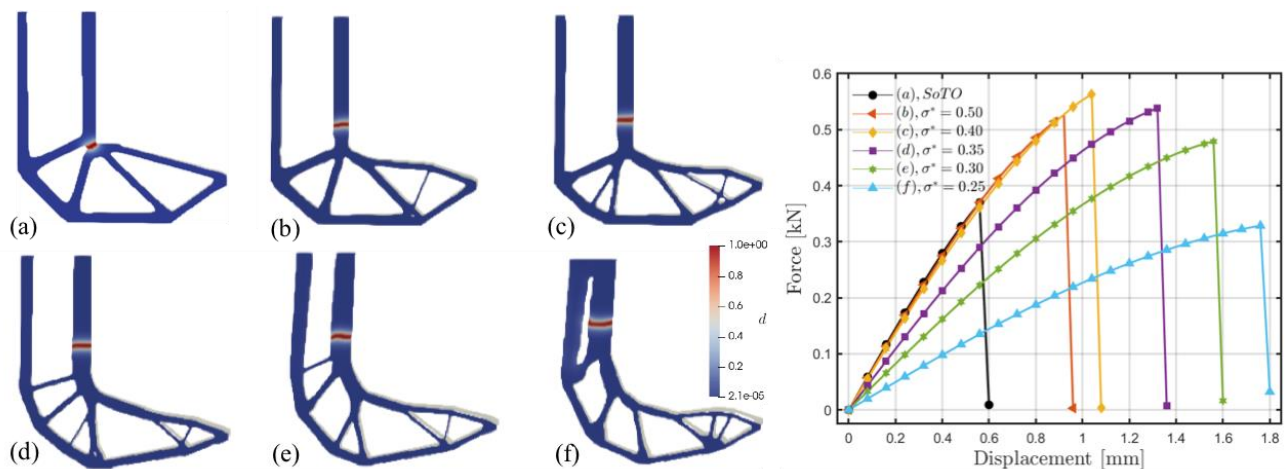 (a)
(b)
(c)
1.0e+00
0.8
0.6
d
0.4
0.2
2.1e-05
(d)
(e)
(f)
0.6
0.5
0.4
0.3
0.2
0.1
0
Force [kN]
(a), SoTO
(b), σ* = 0.50
(c), σ* = 0.40
(d), σ* = 0.35
(e), σ* = 0.30
(f), σ* = 0.25
0 0.2 0.4 0.6 0.8 1 1.2 1.4 1.6 1.8
Displacement [mm]